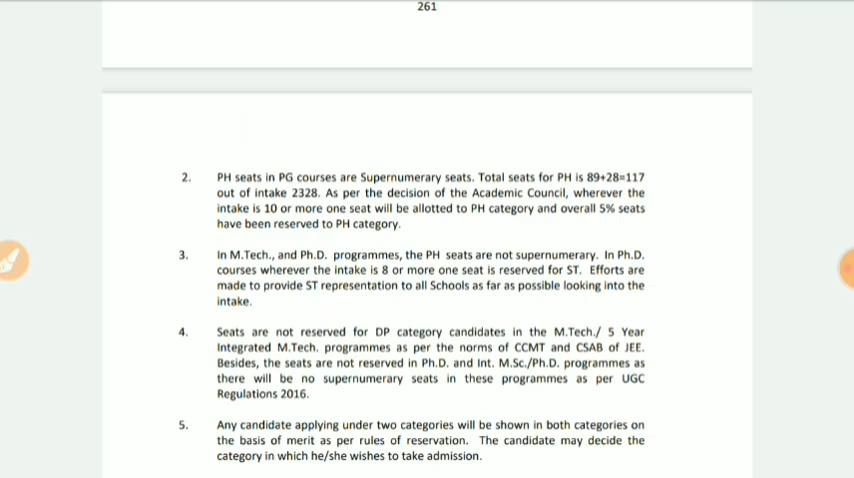 261
2. PH seats in PG courses are Supernumerary seats. Total seats for PH is 89+28=117
out of intake 2328. As per the decision of the Academic Council, wherever the
intake is 10 or more one seat will be allotted to PH category and overall 5% seats
have been reserved to PH category.
3. In M.Tech., and Ph.D. programmes, the PH seats are not supernumerary. In Ph.D.
courses wherever the intake is 8 or more one seat is reserved for ST. Efforts are
made to provide ST representation to all Schools as far as possible looking into the
intake.
4. Seats are not reserved for DP category candidates in the M.Tech./ 5 Year
Integrated M.Tech. programmes as per the norms of CCMT and CSAB of JEE.
Besides, the seats are not reserved in Ph.D. and Int. M.Sc./Ph.D. programmes as
there will be no supernumerary seats in these programmes as per UGC
Regulations 2016.
5. Any candidate applying under two categories will be shown in both categories on
the basis of merit as per rules of reservation. The candidate may decide the
category in which he/she wishes to take admission.